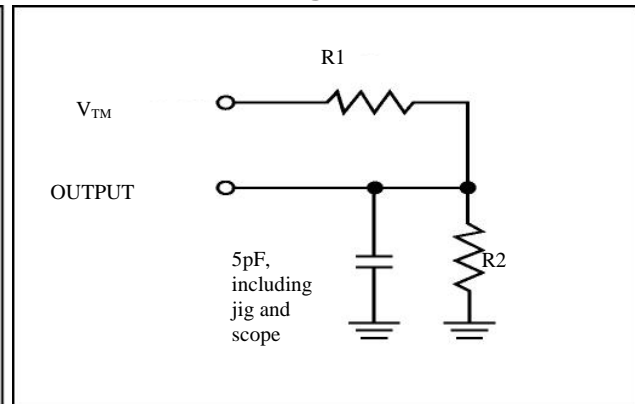 R1
V_TM
OUTPUT
R2
5pF,
including
jig and
scope